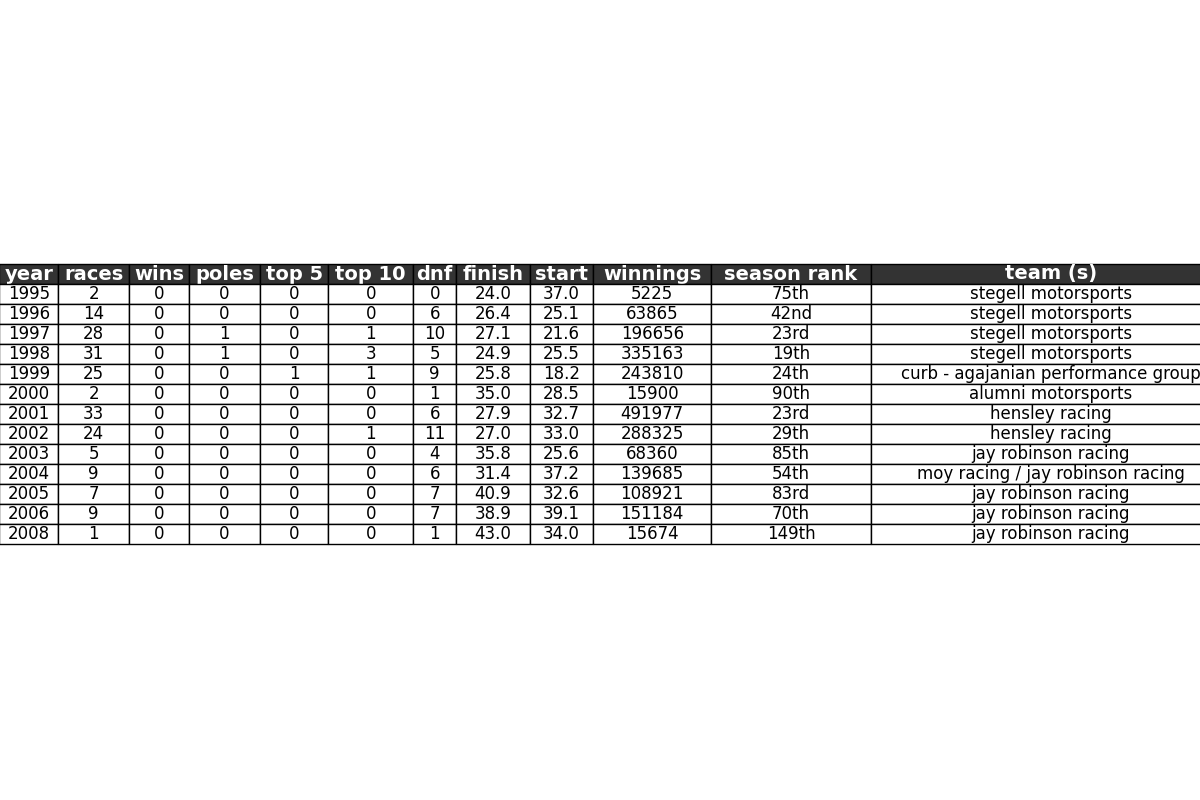 year races wins poles top 5 top 10 dnf finish start winnings season rank team (s)
1995 2 0 0 0 0 0 24.0 37.0 5225 75th stegell motorsports
1996 14 0 0 0 0 6 26.4 25.1 63865 42nd stegell motorsports
1997 28 0 1 0 1 10 27.1 21.6 196656 23rd stegell motorsports
1998 31 0 1 0 3 5 24.9 25.5 335163 19th stegell motorsports
1999 25 0 0 1 1 9 25.8 18.2 243810 24th curb - agajanian performance group
2000 2 0 0 0 0 1 35.0 28.5 15900 90th alumni motorsports
2001 33 0 0 0 0 6 27.9 32.7 491977 23rd hensley racing
2002 24 0 0 0 1 11 27.0 33.0 288325 29th hensley racing
2003 5 0 0 0 0 4 35.8 25.6 68360 85th jay robinson racing
2004 9 0 0 0 0 6 31.4 37.2 139685 54th moy racing / jay robinson racing
2005 7 0 0 0 0 7 40.9 32.6 108921 83rd jay robinson racing
2006 9 0 0 0 0 7 38.9 39.1 151184 70th jay robinson racing
2008 1 0 0 0 0 1 43.0 34.0 15674 149th jay robinson racing